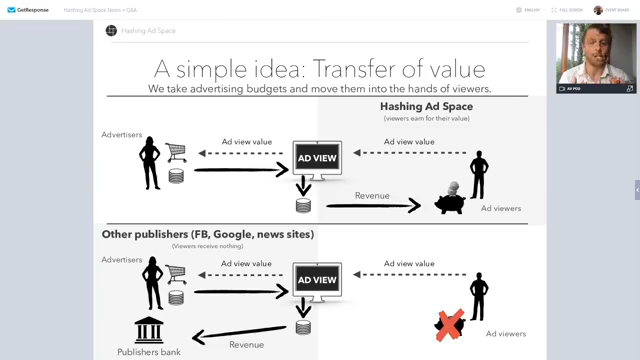 GetResponse
Hashing Ad Space News + Q&A
ENGLISH
FULL SCREEN
EVENT BOARD
Hashing Ad Space
A simple idea: Transfer of value
We take advertising budgets and move them into the hands of viewers.
Hashing Ad Space
(viewers earn for their value)
Advertisers
Ad view value
AD VIEW
Ad view value
Revenue
Ad viewers
Other publishers (FB, Google, news sites)
(Viewers receive nothing)
Advertisers
Ad view value
AD VIEW
Ad view value
Revenue
Publishers bank
Ad viewers